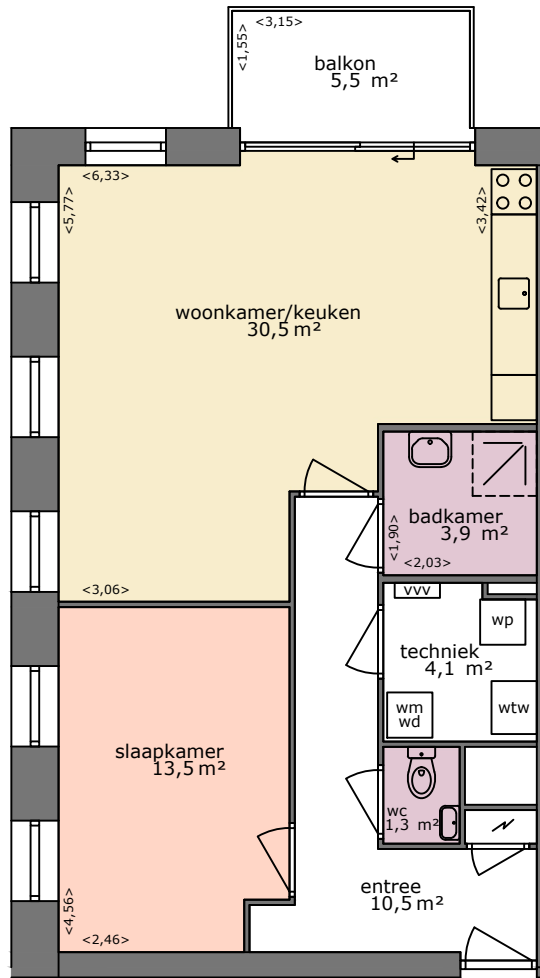 <3,15>
<1,55>
balkon
5,5 m²
<6,33>
<5,77>
<3,42>
woonkamer/keuken
30,5 m²
badkamer
3,9 m²
<1,90>
<2,03>
<3,06>
vvv
wp
techniek
4,1 m²
wm
wd
wtw
slaapkamer
13,5 m²
wc
1,3 m²
entree
10,5 m²
<4,56>
<2,46>